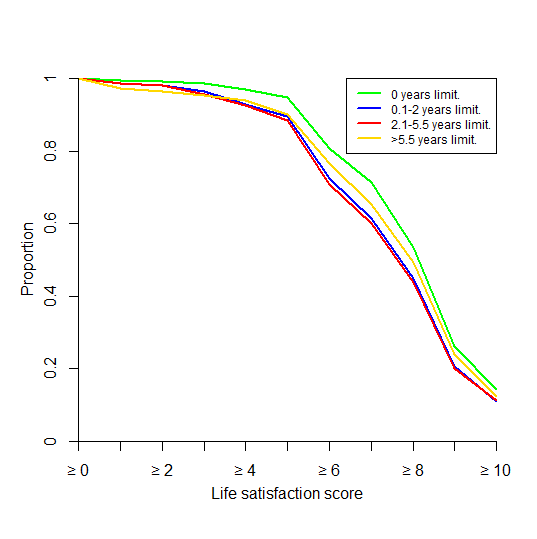 0 years limit.
0.1-2 years limit.
2.1-5.5 years limit.
>5.5 years limit.
Proportion
1
0.8
0.6
0.4
0.2
0
≥ 0 ≥ 2 ≥ 4 ≥ 6 ≥ 8 ≥ 10
Life satisfaction score